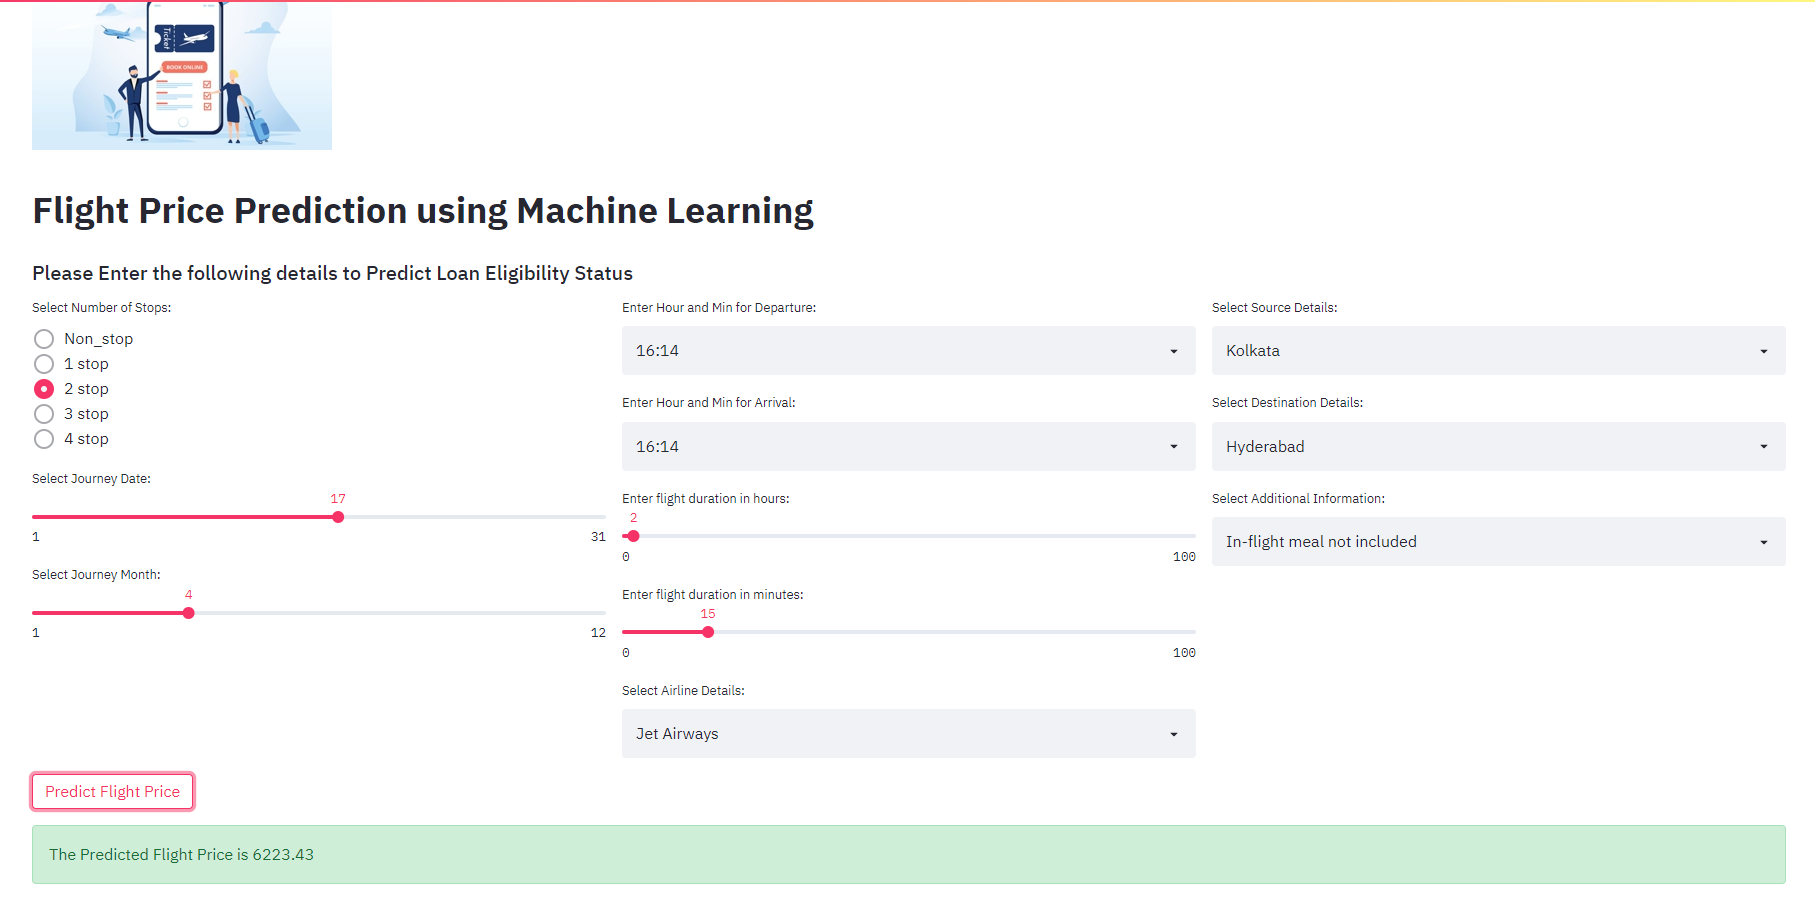 Ticket
BOOK ONLINE
Flight Price Prediction using Machine Learning
Please Enter the following details to Predict Loan Eligibility Status
Select Number of Stops:
Non_stop
1 stop
2 stop
3 stop
4 stop
Select Journey Date:
17
1 31
Select Journey Month:
4
1 12
Enter Hour and Min for Departure:
16:14
Enter Hour and Min for Arrival:
16:14
Enter flight duration in hours:
2
0 100
Enter flight duration in minutes:
15
0 100
Select Airline Details:
Jet Airways
Select Source Details:
Kolkata
Select Destination Details:
Hyderabad
Select Additional Information:
In-flight meal not included
Predict Flight Price
The Predicted Flight Price is 6223.43